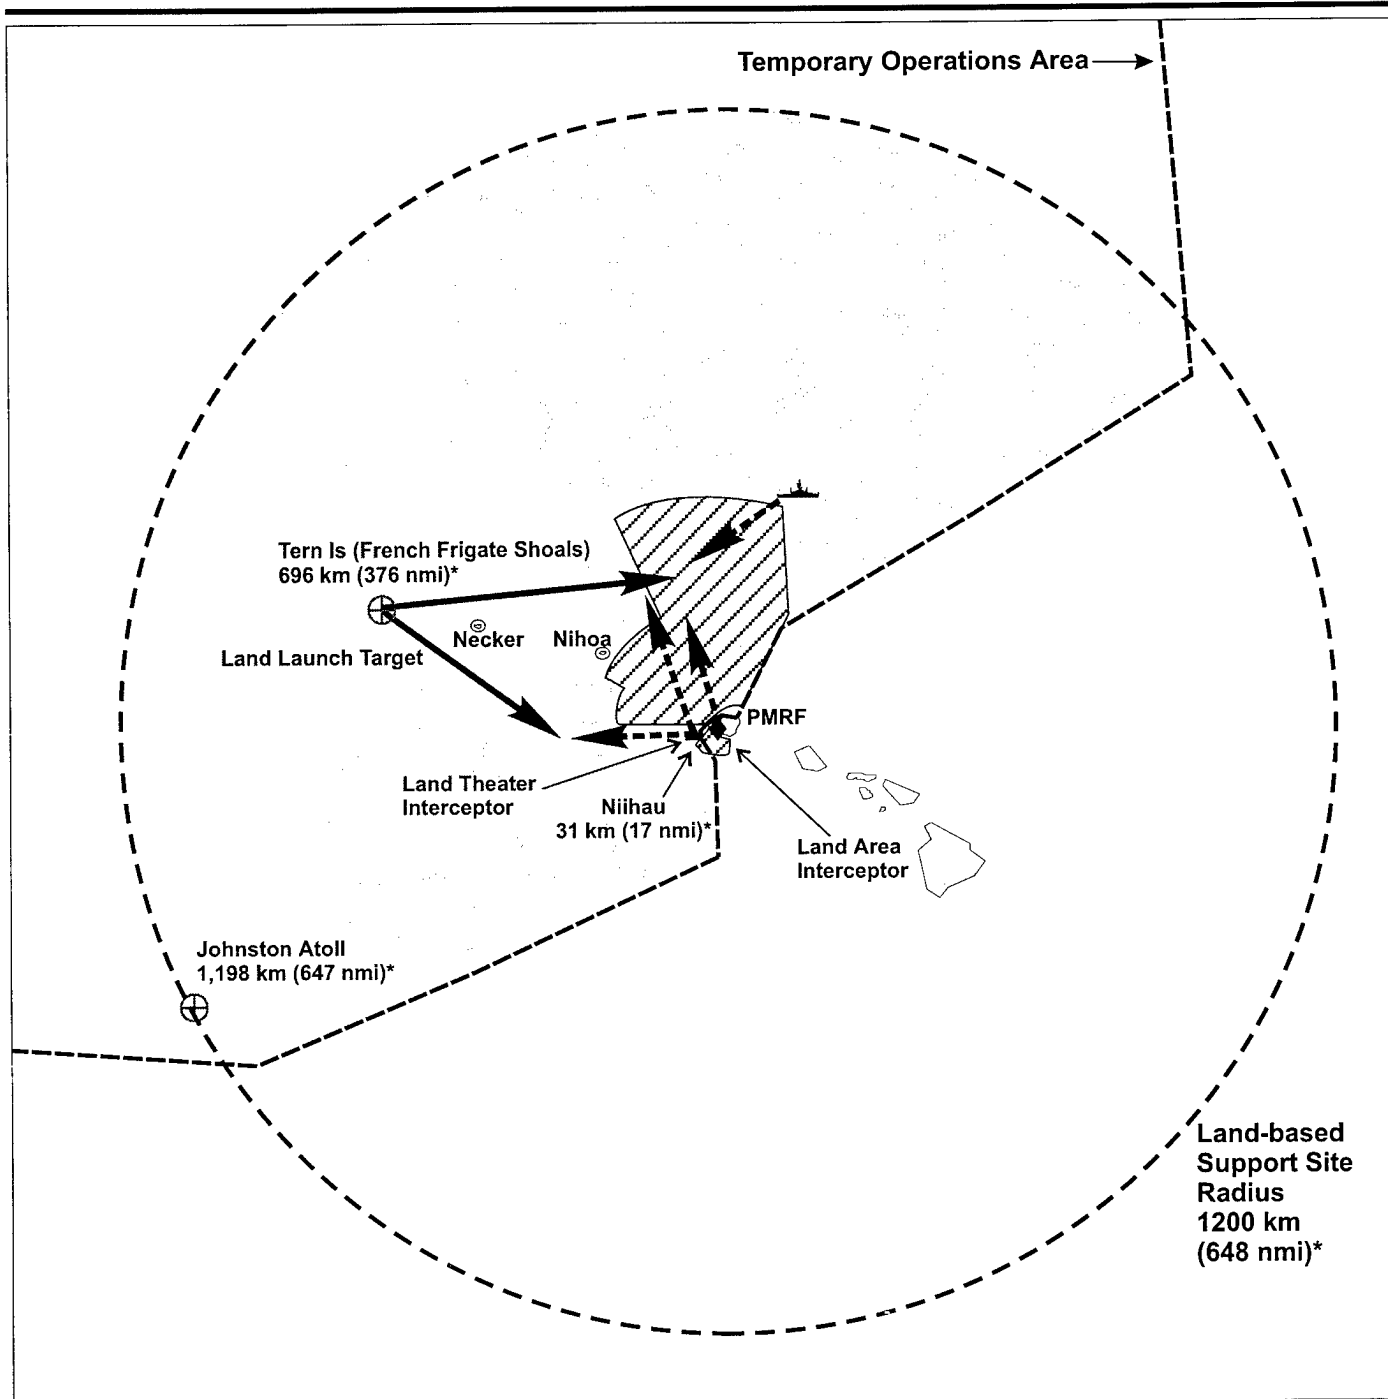 Temporary Operations Area
Tern Is (French Frigate Shoals)
696 km (376 nmi)*
Necker
Nihoa
Land Launch Target
PMRF
Land Theater
Interceptor
Niihau
31 km (17 nmi)*
Land Area
Interceptor
Johnston Atoll
1,198 km (647 nmi)*
Land-based
Support Site
Radius
1200 km
(648 nmi)*